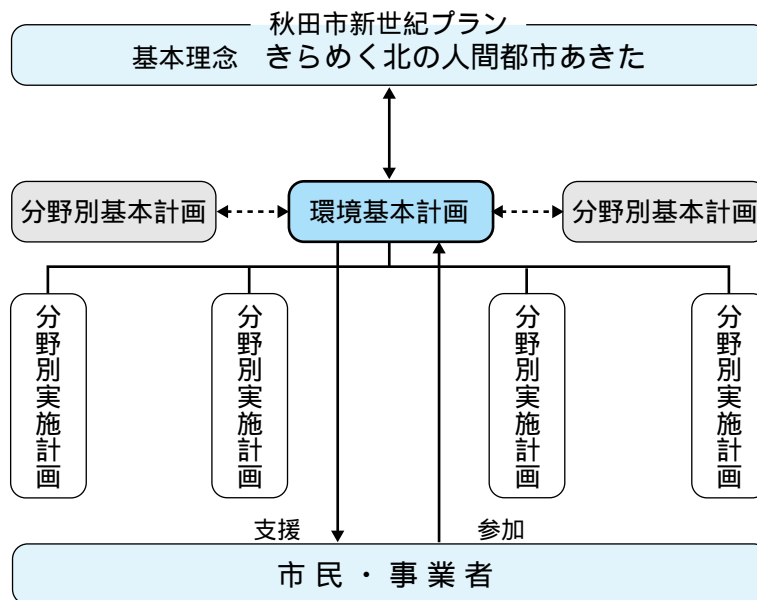 秋田市新世紀プラン
基本理念 きらめく北の人間都市あきた
分野別基本計画
環境基本計画
分野別基本計画
分野別実施計画
分野別実施計画
分野別実施計画
分野別実施計画
支援
参加
市民・事業者